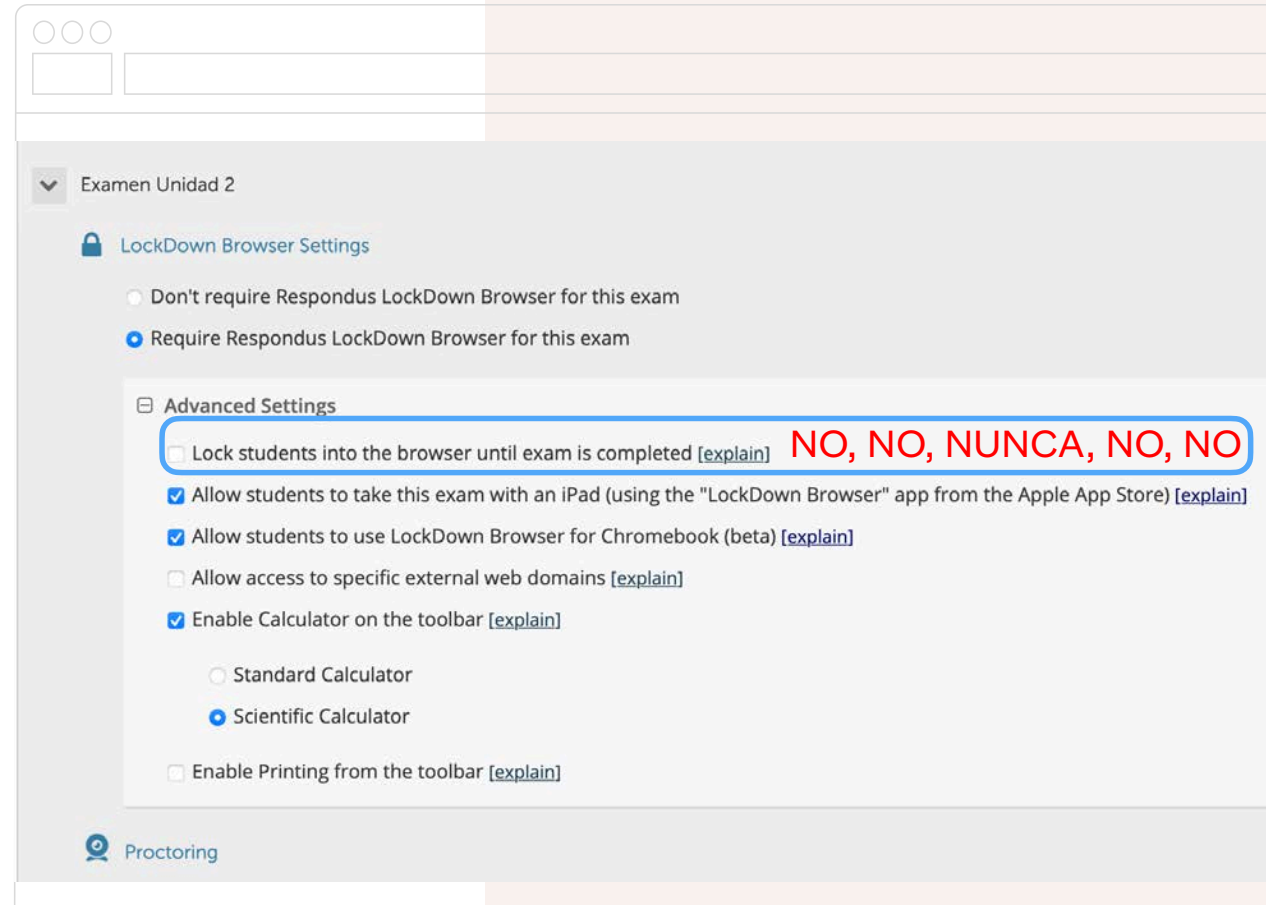 Examen Unidad 2
LockDown Browser Settings
Don't require Respondus LockDown Browser for this exam
Require Respondus LockDown Browser for this exam
Advanced Settings
Lock students into the browser until exam is completed [explain] NO, NO, NUNCA, NO, NO
Allow students to take this exam with an iPad (using the "LockDown Browser" app from the Apple App Store) [explain]
Allow students to use LockDown Browser for Chromebook (beta) [explain]
Allow access to specific external web domains [explain]
Enable Calculator on the toolbar [explain]
Standard Calculator
Scientific Calculator
Enable Printing from the toolbar [explain]
Proctoring